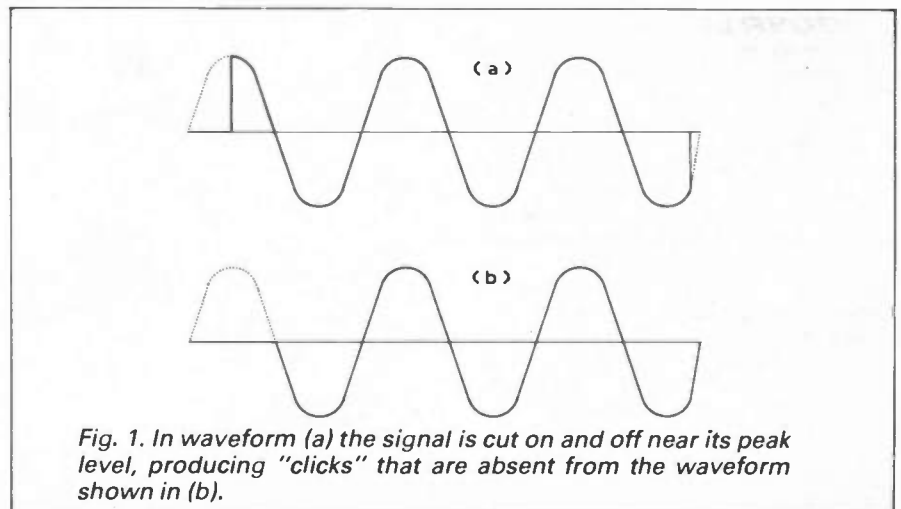 (a)
(b)
Fig. 1. In waveform (a) the signal is cut on and off near its peak
level, producing "clicks" that are absent from the waveform
shown in (b).